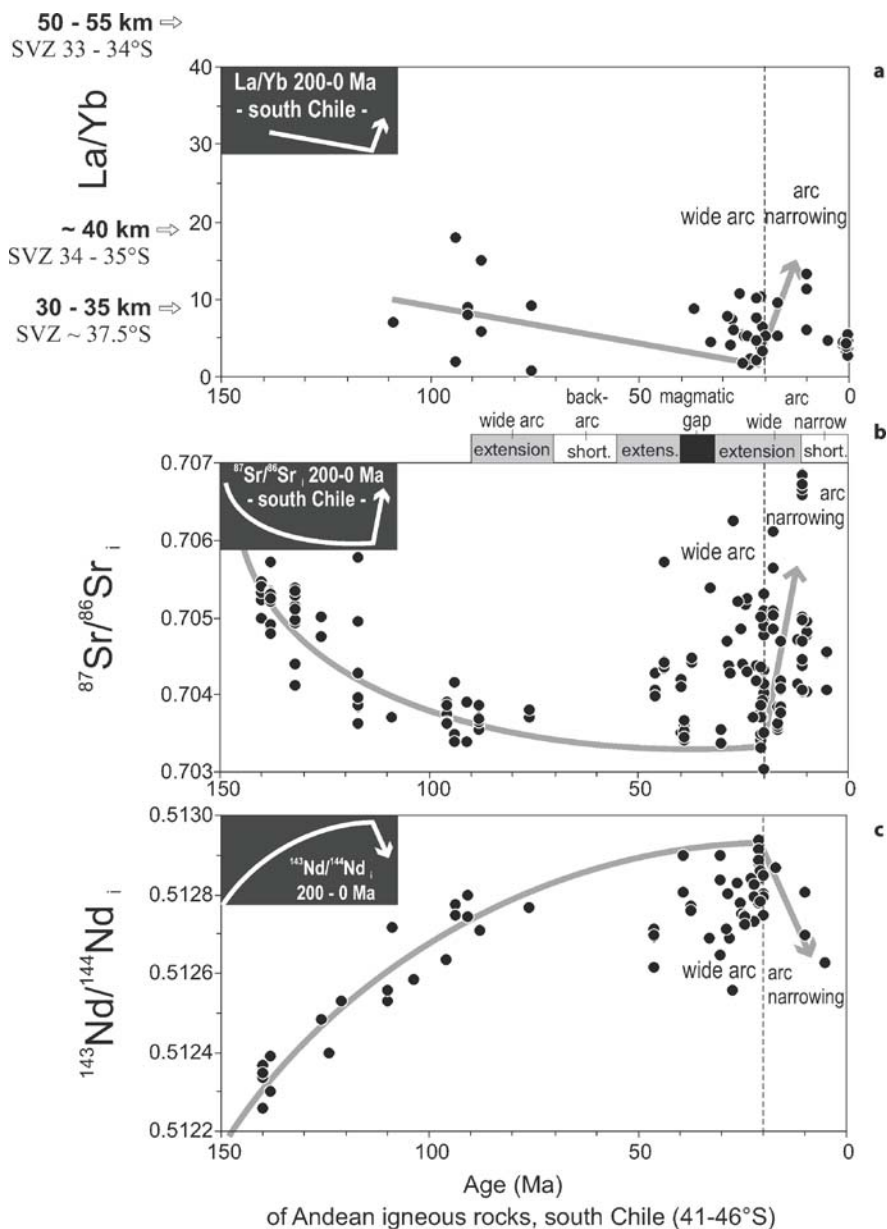 50 - 55 km ⇨
SVZ 33 - 34°S
La/Yb
~ 40 km ⇨
SVZ 34 - 35°S
30 - 35 km ⇨
SVZ ~ 37.5°S
a
40
30
20
10
0
La/Yb 200-0 Ma
- south Chile -
wide arc
arc
narrowing
150
100
50
0
wide arc
back-
arc
magmatic
gap
arc
wide
narrow
extension
short.
extens.
extension
short.
b
87Sr/86Sr i
0.707
0.706
0.705
0.704
0.703
87Sr/86Sr i 200-0 Ma
- south Chile -
wide arc
arc
narrowing
150
100
50
0
c
143Nd/144Nd i
0.5130
0.5128
0.5126
0.5124
0.5122
143Nd/144Nd i
200 - 0 Ma
wide arc
arc
narrowing
150
100
50
0
Age (Ma)
of Andean igneous rocks, south Chile (41-46°S)